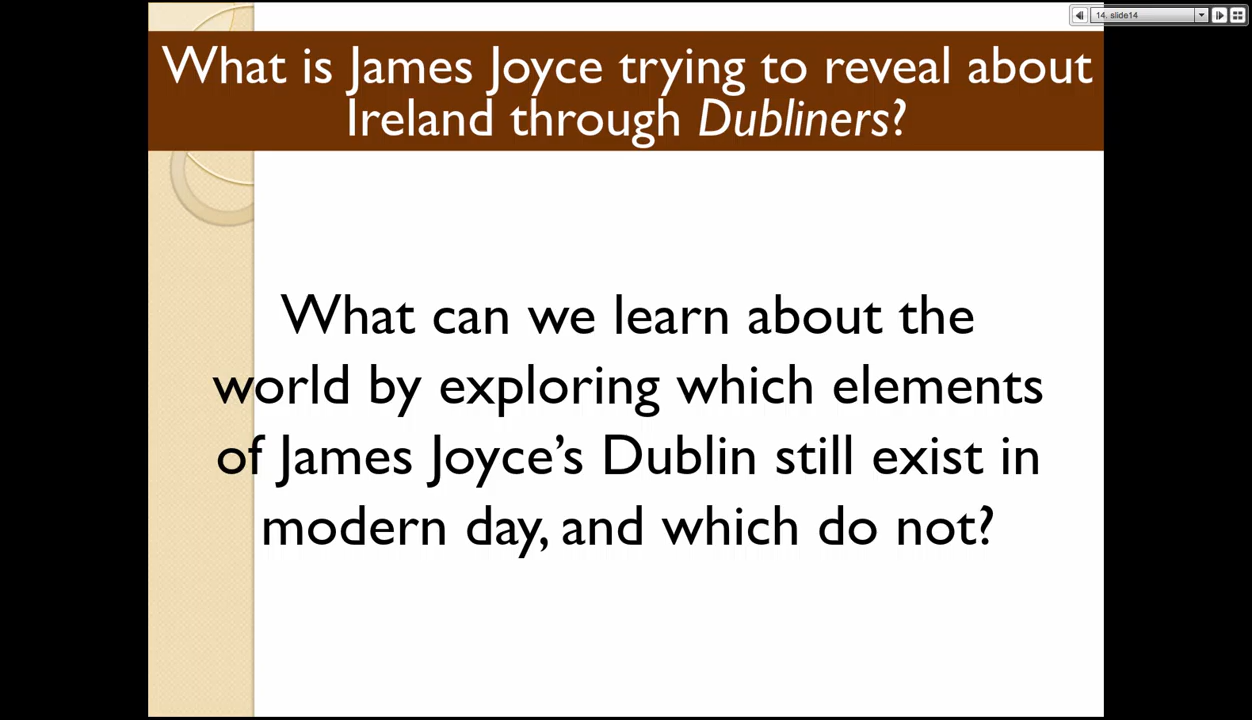 14. slide14
What is James Joyce trying to reveal about
Ireland through Dubliners?
What can we learn about the
world by exploring which elements
of James Joyce’s Dublin still exist in
modern day, and which do not?